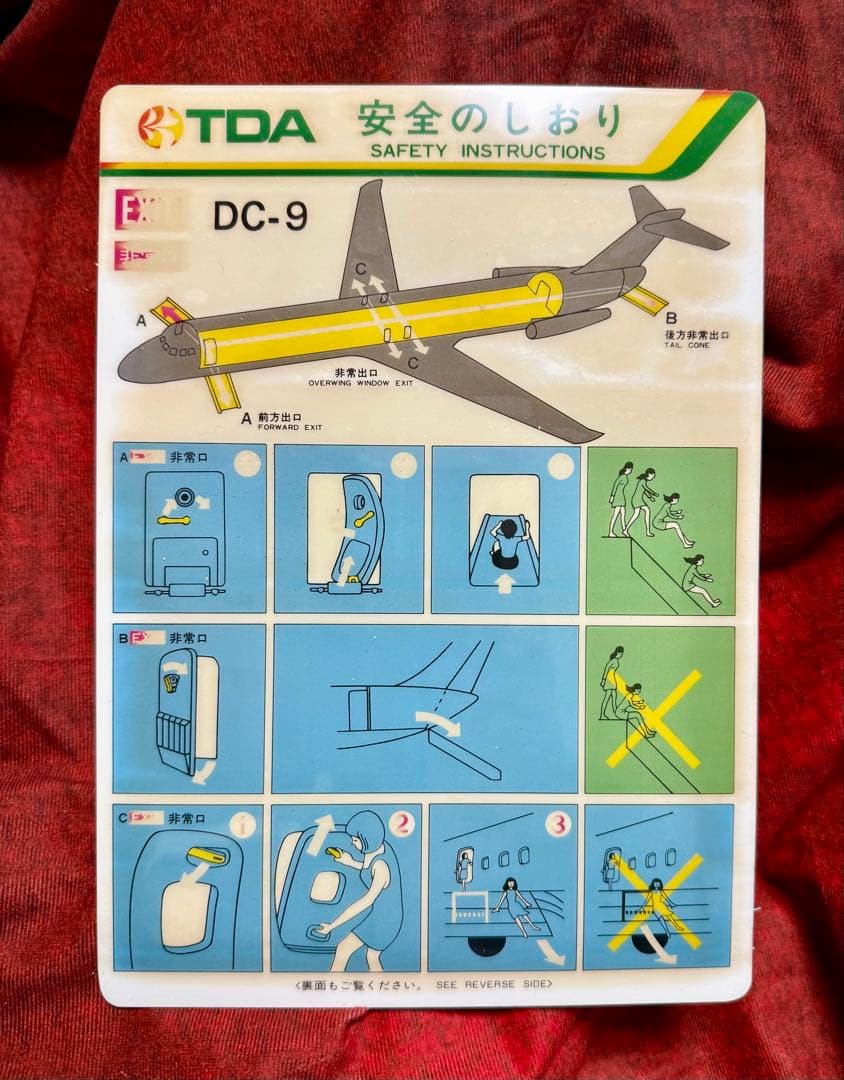 TDA 安全のしおり
SAFETY INSTRUCTIONS
DC-9
C
A
B
後方非常出口
TAIL CONE
C
非常出口
OVERWING WINDOW EXIT
A 前方出口
FORWARD EXIT
A 非常口
B 非常口
C 非常口
1
2
3
〈裏面もご覧ください。 SEE REVERSE SIDE〉